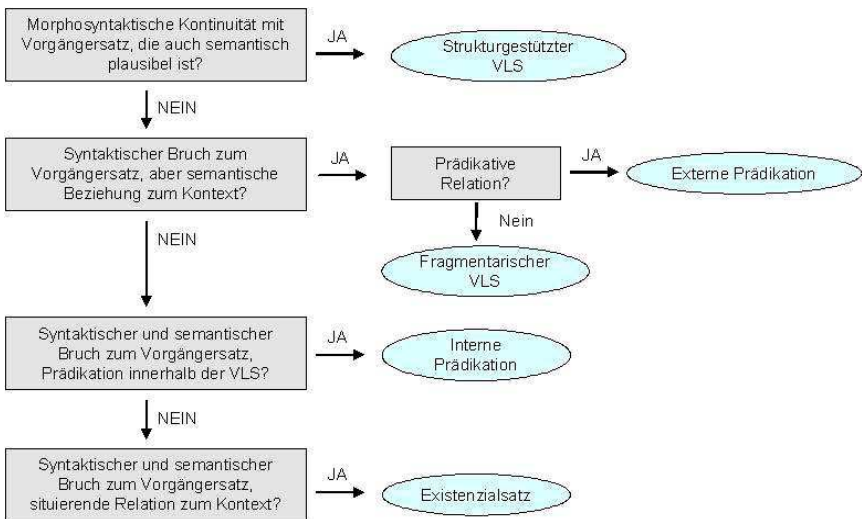 Morphosyntaktische Kontinuität mit
Vorgängersatz, die auch semantisch
plausibel ist?
JA
Strukturgestützter
VLS
NEIN
Syntaktischer Bruch zum
Vorgängersatz, aber semantische
Beziehung zum Kontext?
JA
Prädikative
Relation?
JA
Externe Prädikation
Nein
Fragmentarischer
VLS
NEIN
Syntaktischer und semantischer
Bruch zum Vorgängersatz,
Prädikation innerhalb der VLS?
JA
Interne
Prädikation
NEIN
Syntaktischer und semantischer
Bruch zum Vorgängersatz,
situierende Relation zum Kontext?
JA
Existenzialsatz